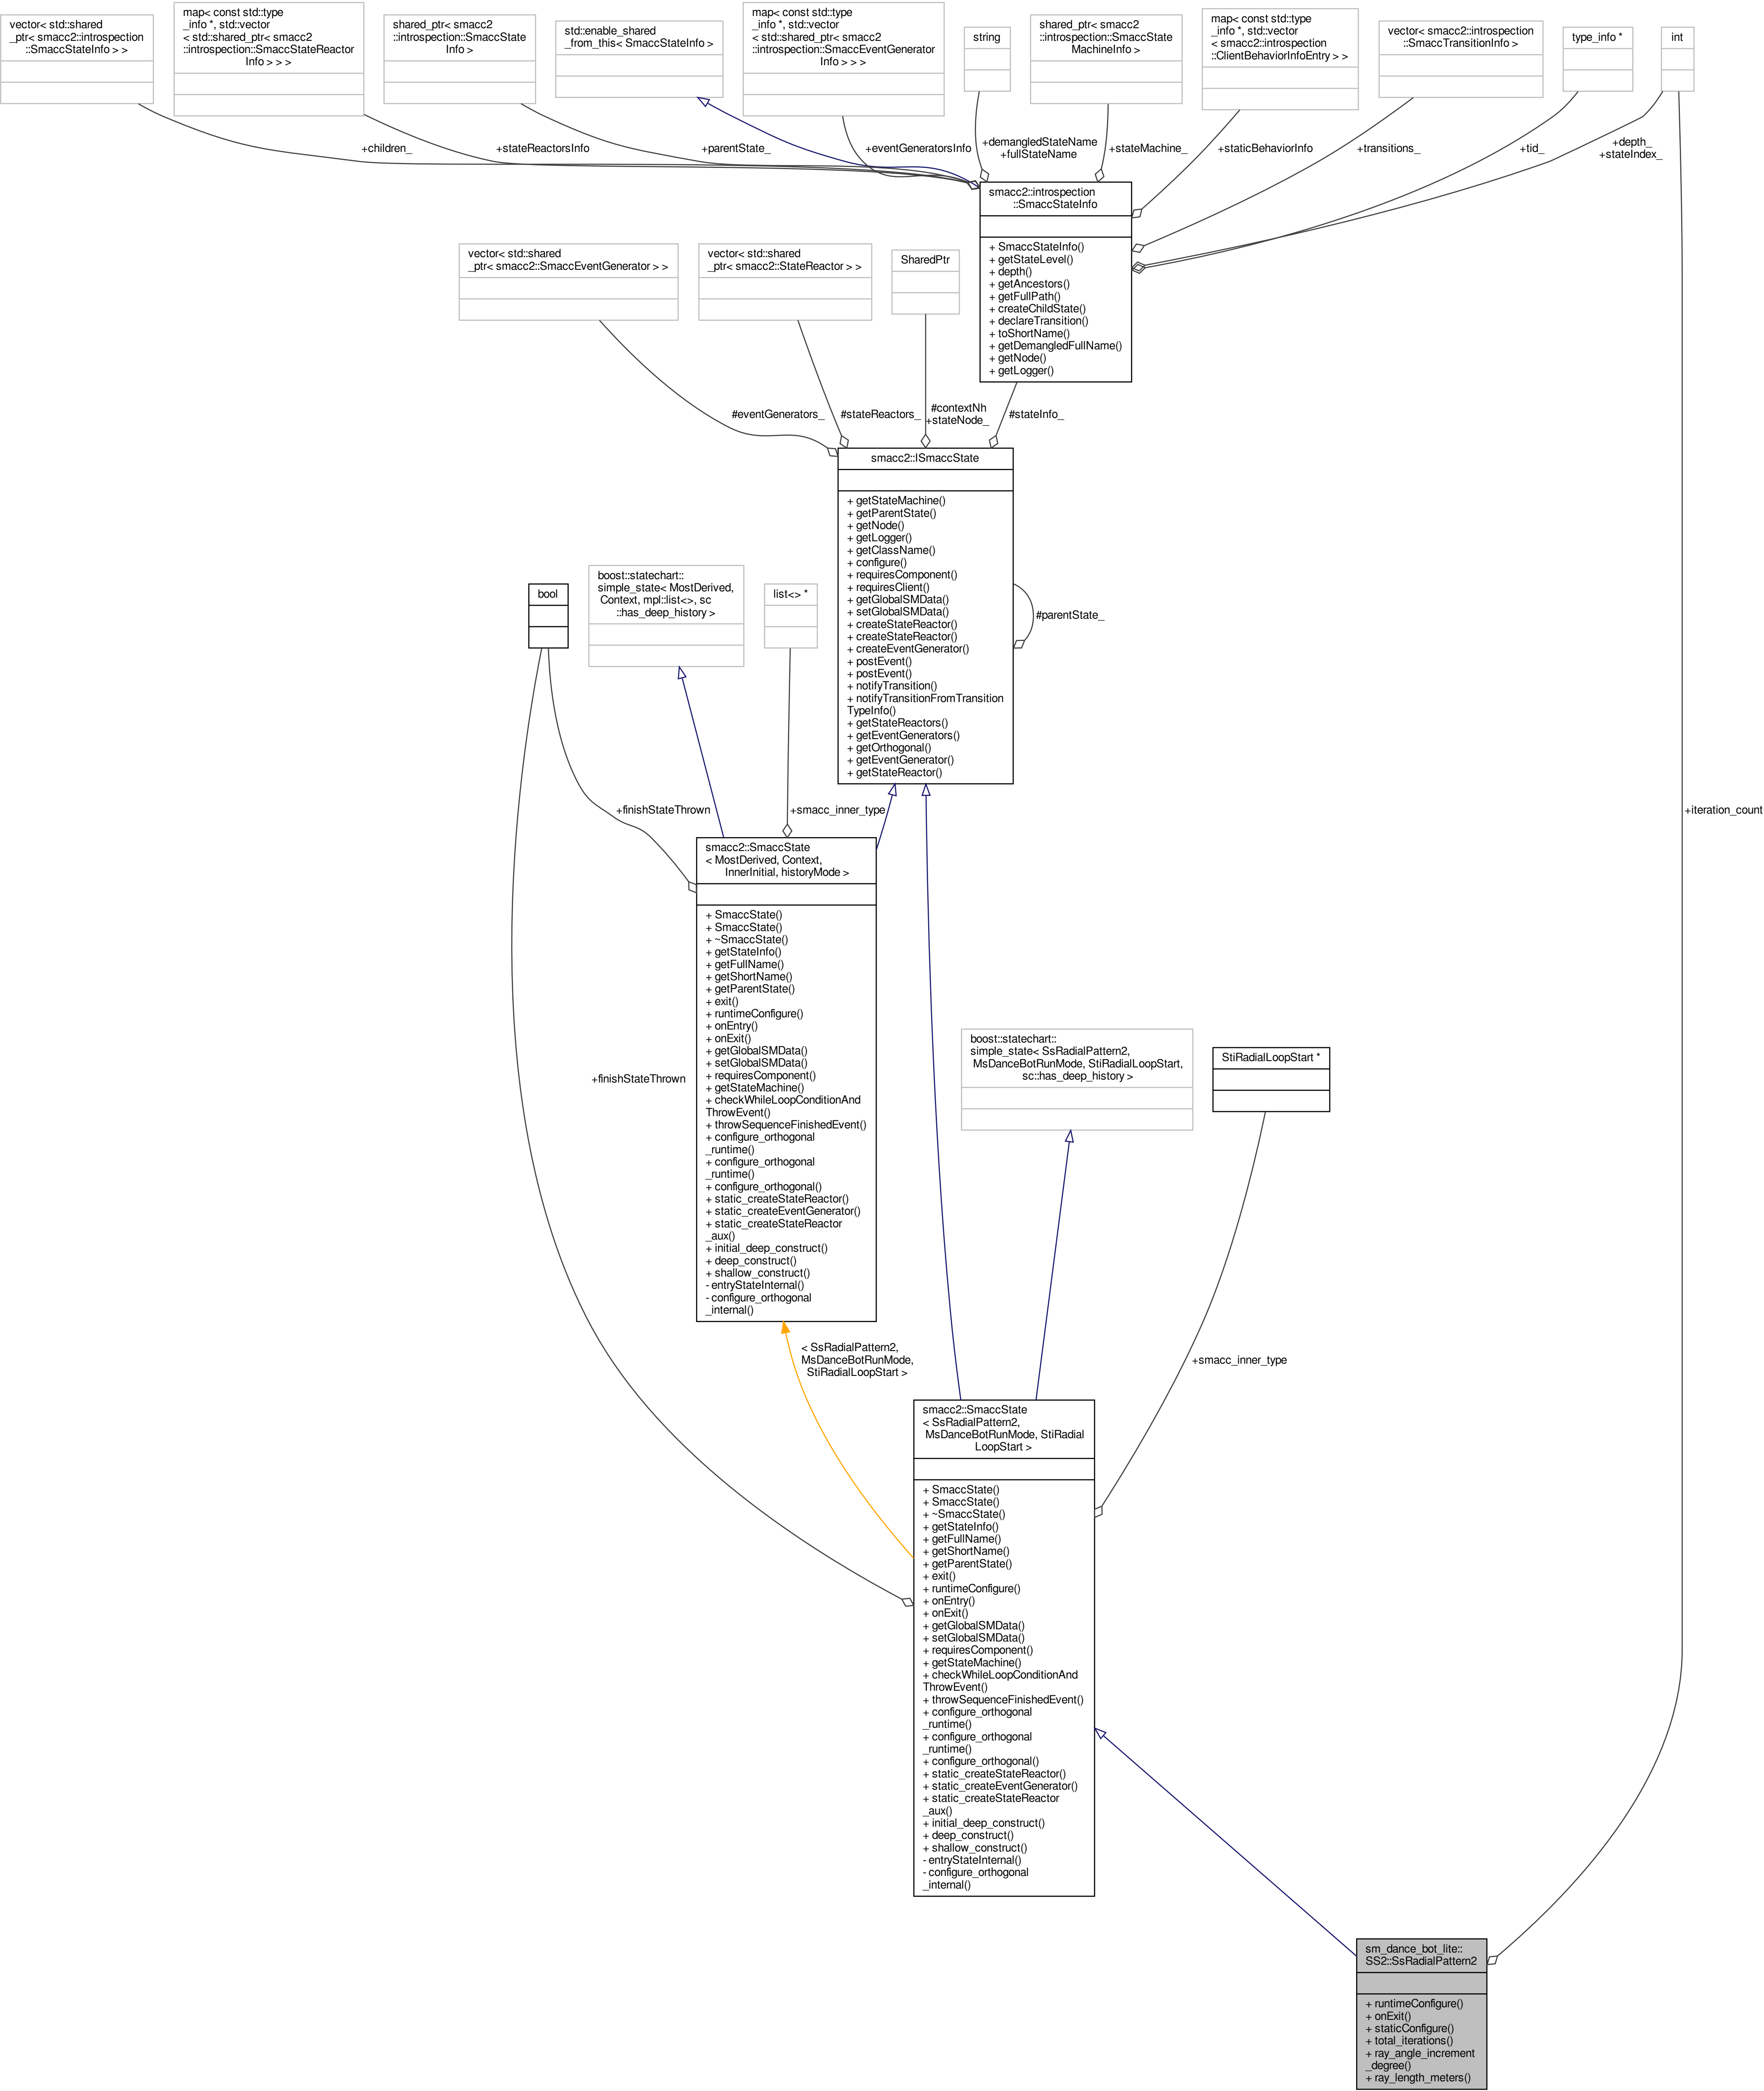 vector< std::shared
_ptr< smacc2::introspection
::SmaccStateInfo > >
map< const std::type
_info *, std::vector
< std::shared_ptr< smacc2
::introspection::SmaccStateReactor
Info > > >
shared_ptr< smacc2
::introspection::SmaccState
Info >
std::enable_shared
_from_this< SmaccStateInfo >
map< const std::type
_info *, std::vector
< std::shared_ptr< smacc2
::introspection::SmaccEventGenerator
Info > > >
string
shared_ptr< smacc2
::introspection::SmaccState
MachineInfo >
map< const std::type
_info *, std::vector
< smacc2::introspection
::ClientBehaviorInfoEntry > >
vector< smacc2::introspection
::SmaccTransitionInfo >
type_info *
int
+children_
+stateReactorsInfo
+parentState_
+eventGeneratorsInfo
+demangledStateName
+fullStateName
+stateMachine_
+staticBehaviorInfo
+transitions_
+tid_
+depth_
+stateIndex_
smacc2::introspection
::SmaccStateInfo
+ SmaccStateInfo()
+ getStateLevel()
+ depth()
+ getAncestors()
+ getFullPath()
+ createChildState()
+ declareTransition()
+ toShortName()
+ getDemangledFullName()
+ getNode()
+ getLogger()
vector< std::shared
_ptr< smacc2::SmaccEventGenerator > >
vector< std::shared
_ptr< smacc2::StateReactor > >
SharedPtr
#eventGenerators_
#stateReactors_
#contextNh
+stateNode_
#stateInfo_
smacc2::ISmaccState
+ getStateMachine()
+ getParentState()
+ getNode()
+ getLogger()
+ getClassName()
+ configure()
+ requiresComponent()
+ requiresClient()
+ getGlobalSMData()
+ setGlobalSMData()
+ createStateReactor()
+ createStateReactor()
+ createEventGenerator()
+ postEvent()
+ postEvent()
+ notifyTransition()
+ notifyTransitionFromTransition
TypeInfo()
+ getStateReactors()
+ getEventGenerators()
+ getOrthogonal()
+ getEventGenerator()
+ getStateReactor()
#parentState_
bool
boost::statechart::
simple_state< MostDerived,
Context, mpl::list<>, sc
::has_deep_history >
list<> *
+finishStateThrown
+smacc_inner_type
+iteration_count
smacc2::SmaccState
< MostDerived, Context,
InnerInitial, historyMode >
+ SmaccState()
+ SmaccState()
+ ~SmaccState()
+ getStateInfo()
+ getFullName()
+ getShortName()
+ getParentState()
+ exit()
+ runtimeConfigure()
+ onEntry()
+ onExit()
+ getGlobalSMData()
+ setGlobalSMData()
+ requiresComponent()
+ getStateMachine()
+ checkWhileLoopConditionAnd
ThrowEvent()
+ throwSequenceFinishedEvent()
+ configure_orthogonal
_runtime()
+ configure_orthogonal
_runtime()
+ configure_orthogonal()
+ static_createStateReactor()
+ static_createEventGenerator()
+ static_createStateReactor
_aux()
+ initial_deep_construct()
+ deep_construct()
+ shallow_construct()
- entryStateInternal()
- configure_orthogonal
_internal()
+finishStateThrown
boost::statechart::
simple_state< SsRadialPattern2,
MsDanceBotRunMode, StiRadialLoopStart,
sc::has_deep_history >
StiRadialLoopStart *
< SsRadialPattern2,
MsDanceBotRunMode,
StiRadialLoopStart >
+smacc_inner_type
smacc2::SmaccState
< SsRadialPattern2,
MsDanceBotRunMode, StiRadial
LoopStart >
+ SmaccState()
+ SmaccState()
+ ~SmaccState()
+ getStateInfo()
+ getFullName()
+ getShortName()
+ getParentState()
+ exit()
+ runtimeConfigure()
+ onEntry()
+ onExit()
+ getGlobalSMData()
+ setGlobalSMData()
+ requiresComponent()
+ getStateMachine()
+ checkWhileLoopConditionAnd
ThrowEvent()
+ throwSequenceFinishedEvent()
+ configure_orthogonal
_runtime()
+ configure_orthogonal
_runtime()
+ configure_orthogonal()
+ static_createStateReactor()
+ static_createEventGenerator()
+ static_createStateReactor
_aux()
+ initial_deep_construct()
+ deep_construct()
+ shallow_construct()
- entryStateInternal()
- configure_orthogonal
_internal()
sm_dance_bot_lite::
SS2::SsRadialPattern2
+ runtimeConfigure()
+ onExit()
+ staticConfigure()
+ total_iterations()
+ ray_angle_increment
_degree()
+ ray_length_meters()